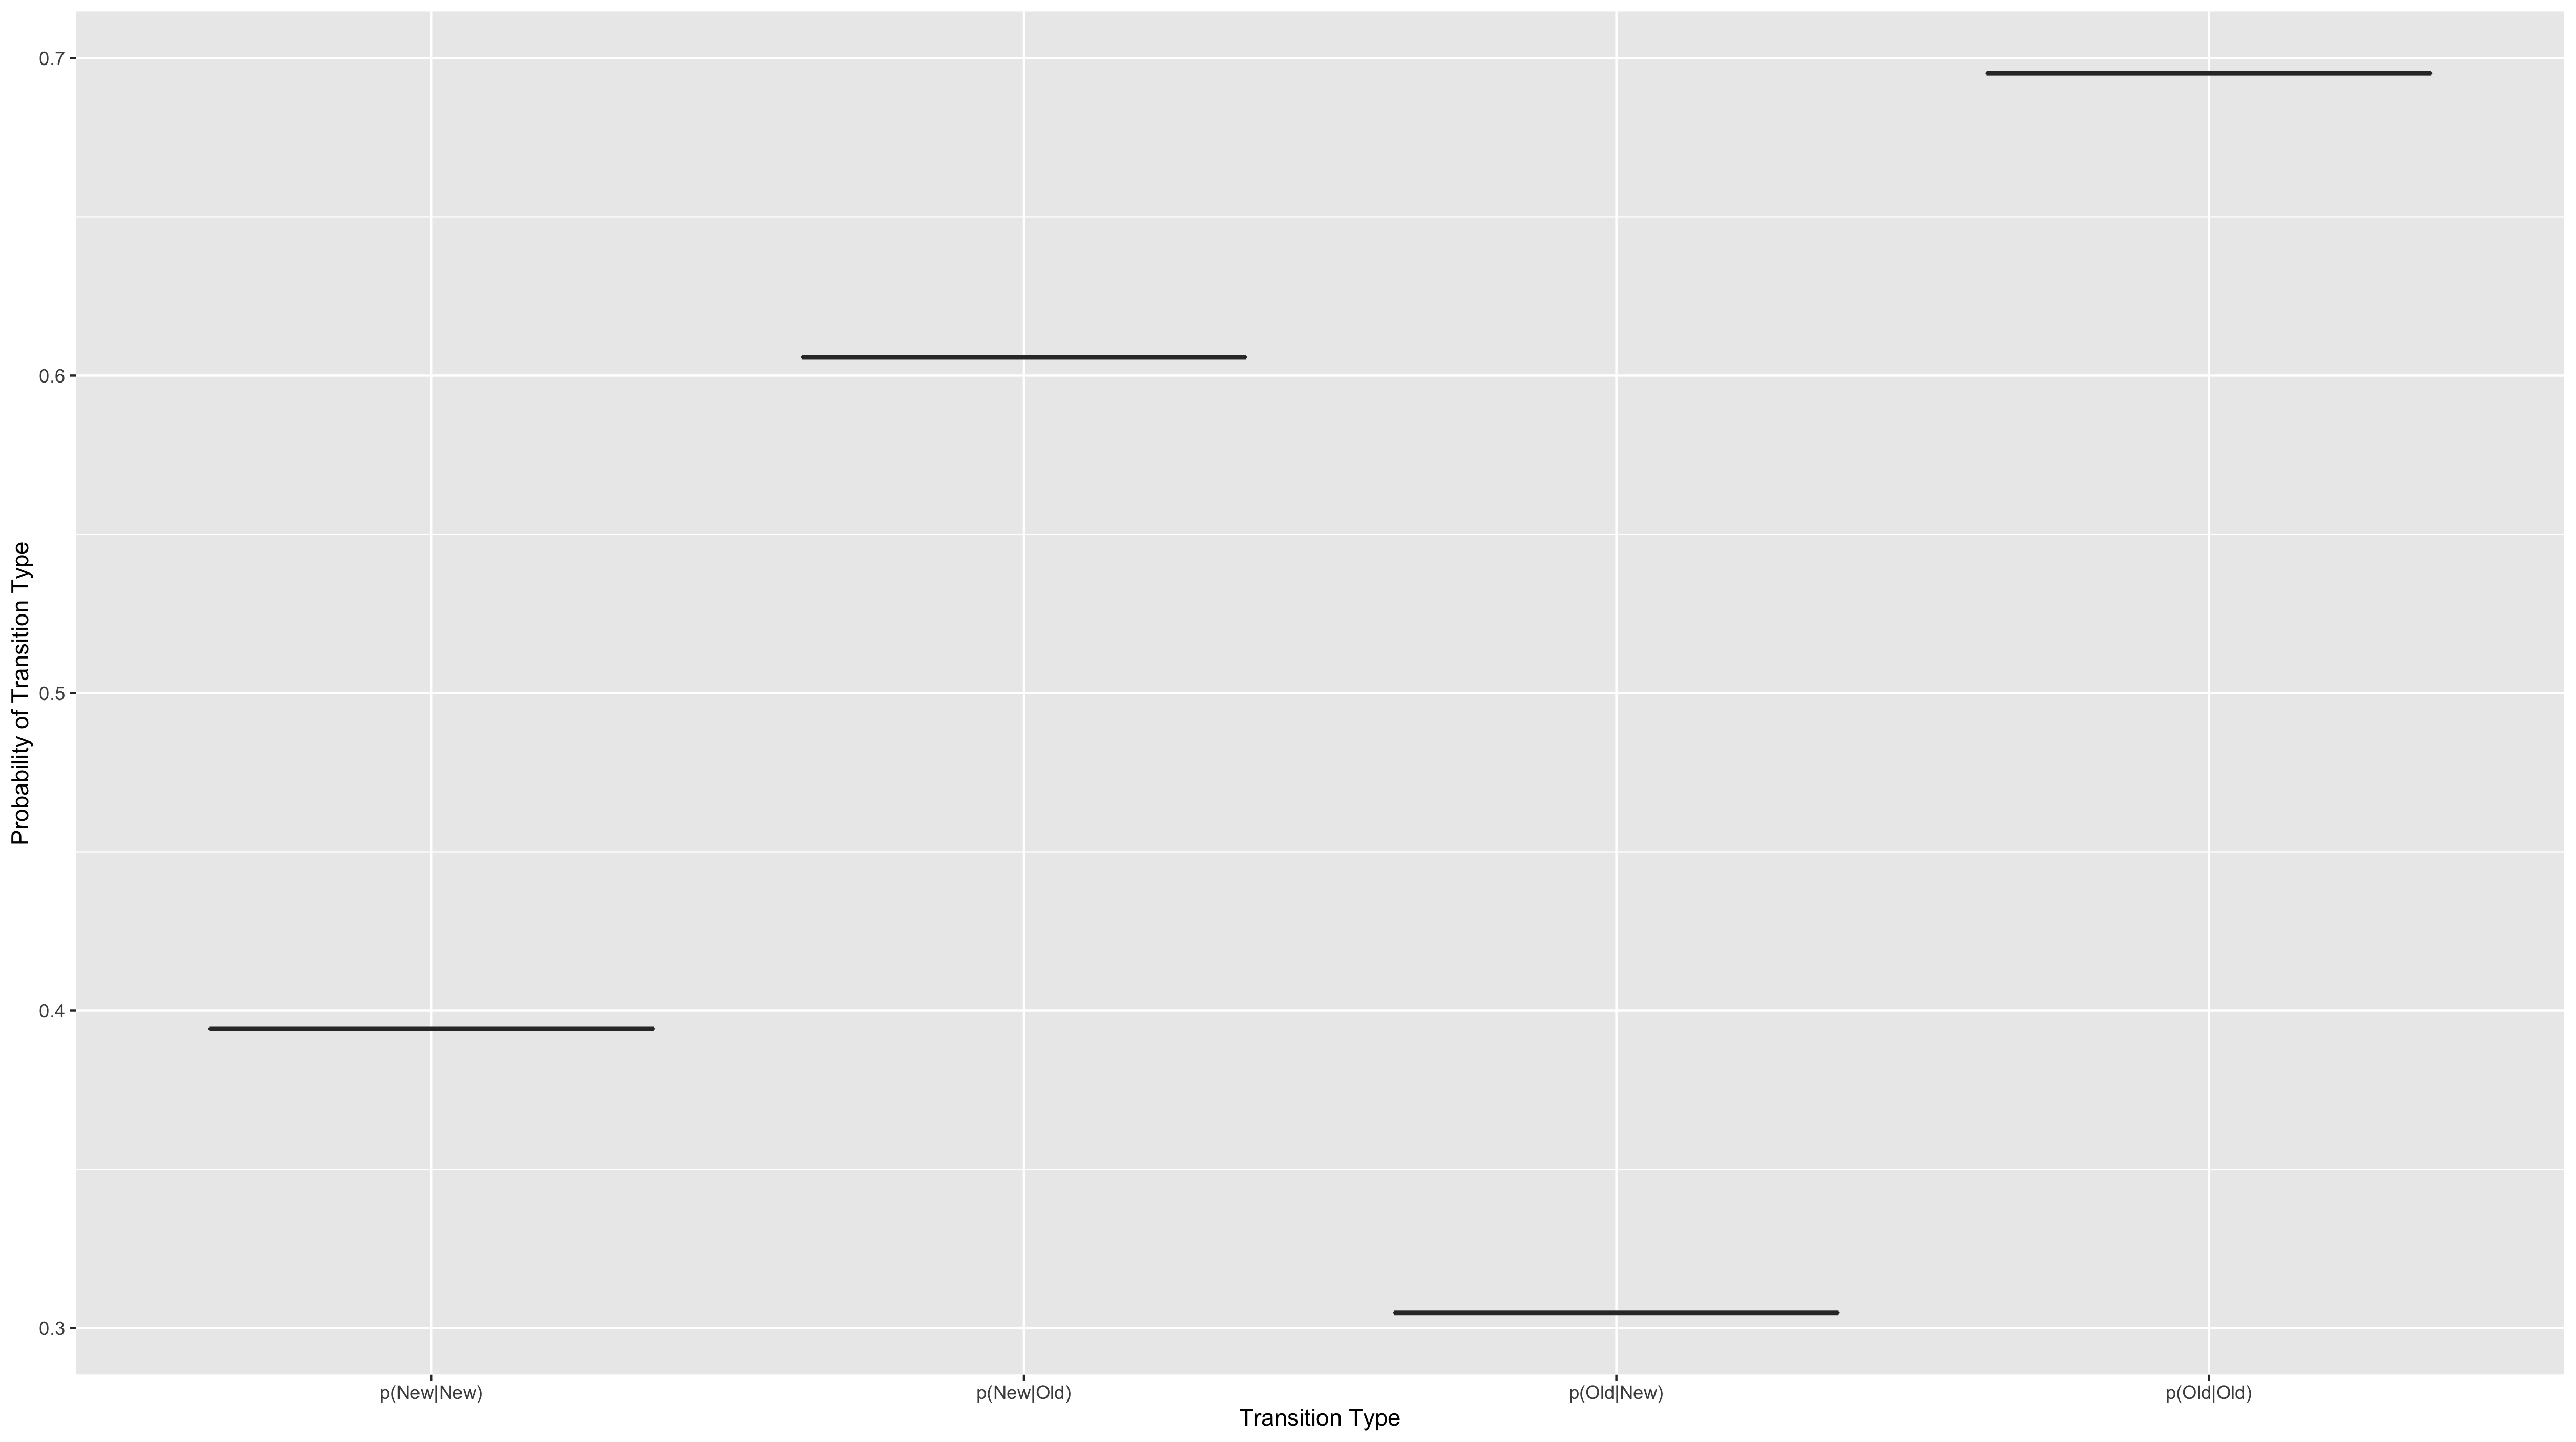 Probability of Transition Type
0.7
0.6
0.5
0.4
0.3
p(New|New)
p(New|Old)
p(Old|New)
p(Old|Old)
Transition Type